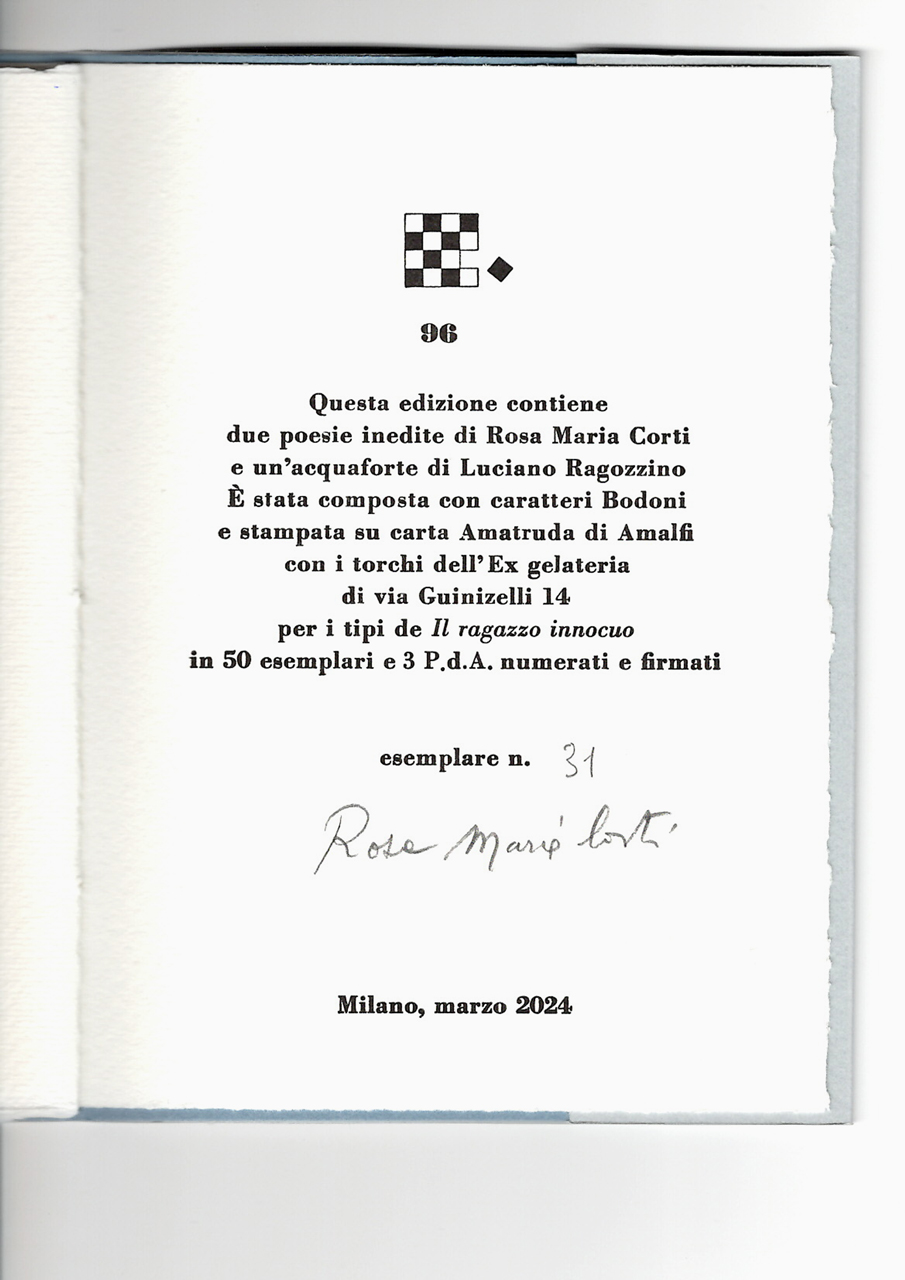 96
Questa edizione contiene
due poesie inedite di Rosa Maria Corti
e un'acquaforte di Luciano Ragozzino
È stata composta con caratteri Bodoni
e stampata su carta Amatruda di Amalfi
con i torchi dell'Ex gelateria
di via Guinizelli 14
per i tipi de Il ragazzo innocuo
in 50 esemplari e 3 P.d.A. numerati e firmati
esemplare n. 31
Rosa Maria Corti
Milano, marzo 2024